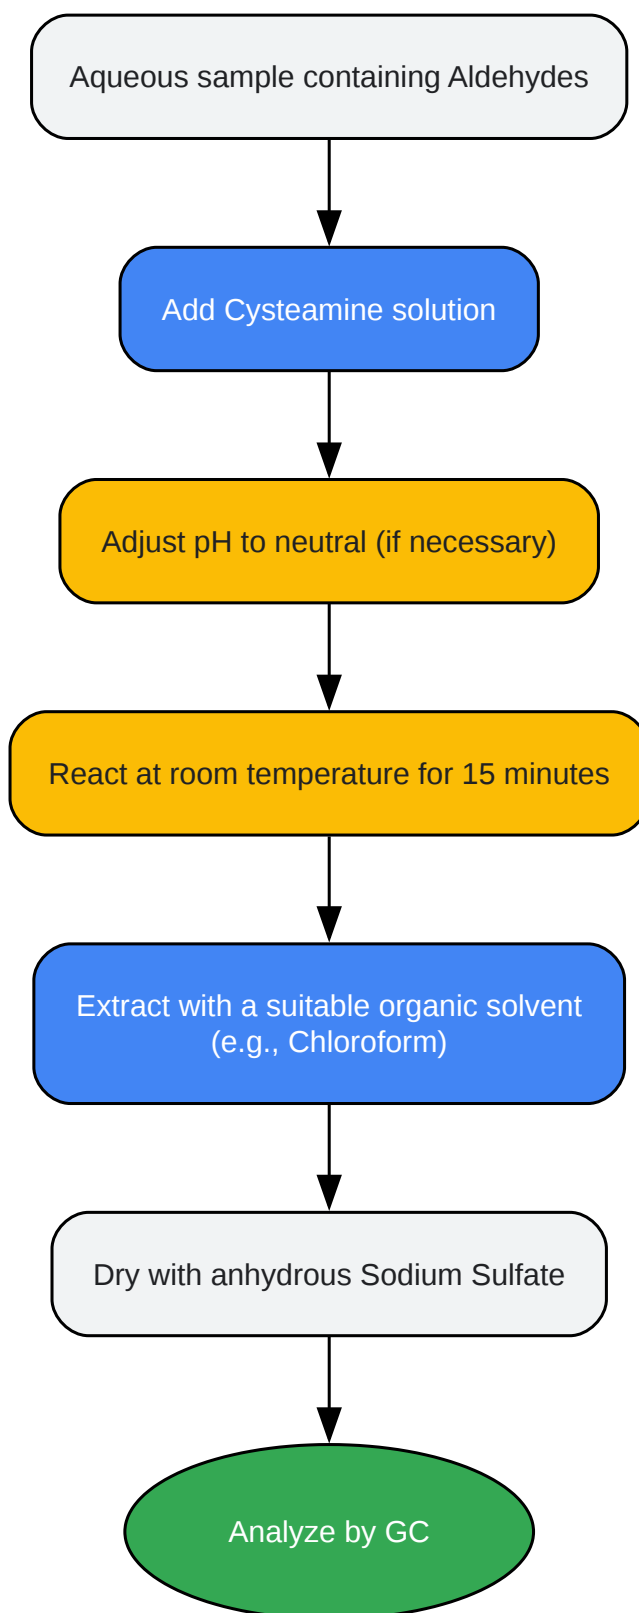 Aqueous sample containing Aldehydes
Add Cysteamine solution
Adjust pH to neutral (if necessary)
React at room temperature for 15 minutes
Extract with a suitable organic solvent
(e.g., Chloroform)
Dry with anhydrous Sodium Sulfate
Analyze by GC